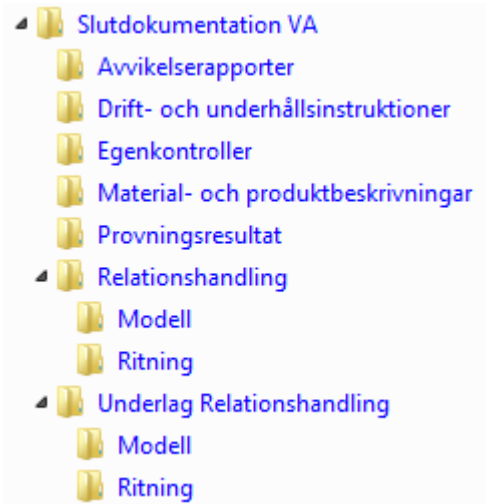 Slutdokumentation VA
Avvikelserapporter
Drift- och underhållsinstruktioner
Egenkontroller
Material- och produktbeskrivningar
Provningsresultat
Relationshandling
Modell
Ritning
Underlag Relationshandling
Modell
Ritning